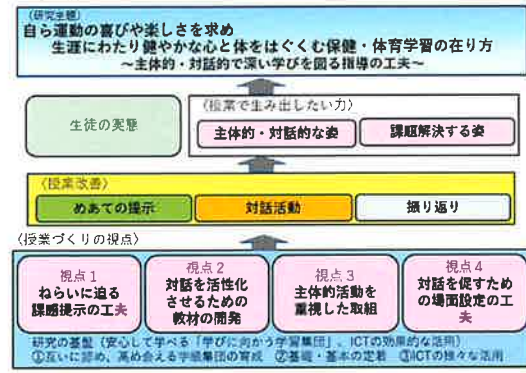 〈研究主題〉
自ら運動の喜びや楽しさを求め
生涯にわたり健やかな心と体をはぐくむ保健・体育学習の在り方
～主体的・対話的で深い学びを図る指導の工夫～
生徒の実態
〈授業で生み出したい力〉
主体的・対話的な姿
課題解決する姿
〈授業改善〉
めあての提示
対話活動
振り返り
〈授業づくりの視点〉
視点１
ねらいに迫る
課題提示の工夫
視点２
対話を活性化
させるための
教材の開発
視点３
主体的活動を
重視した取組
視点４
対話を促すため
の場面設定の工
夫
研究の基盤（安心して学べる「学びに向かう学習集団」、ICTの効果的な活用）
①互いに認め、高め合える学級集団の育成　②基礎・基本の定着　③ICTの様々な活用